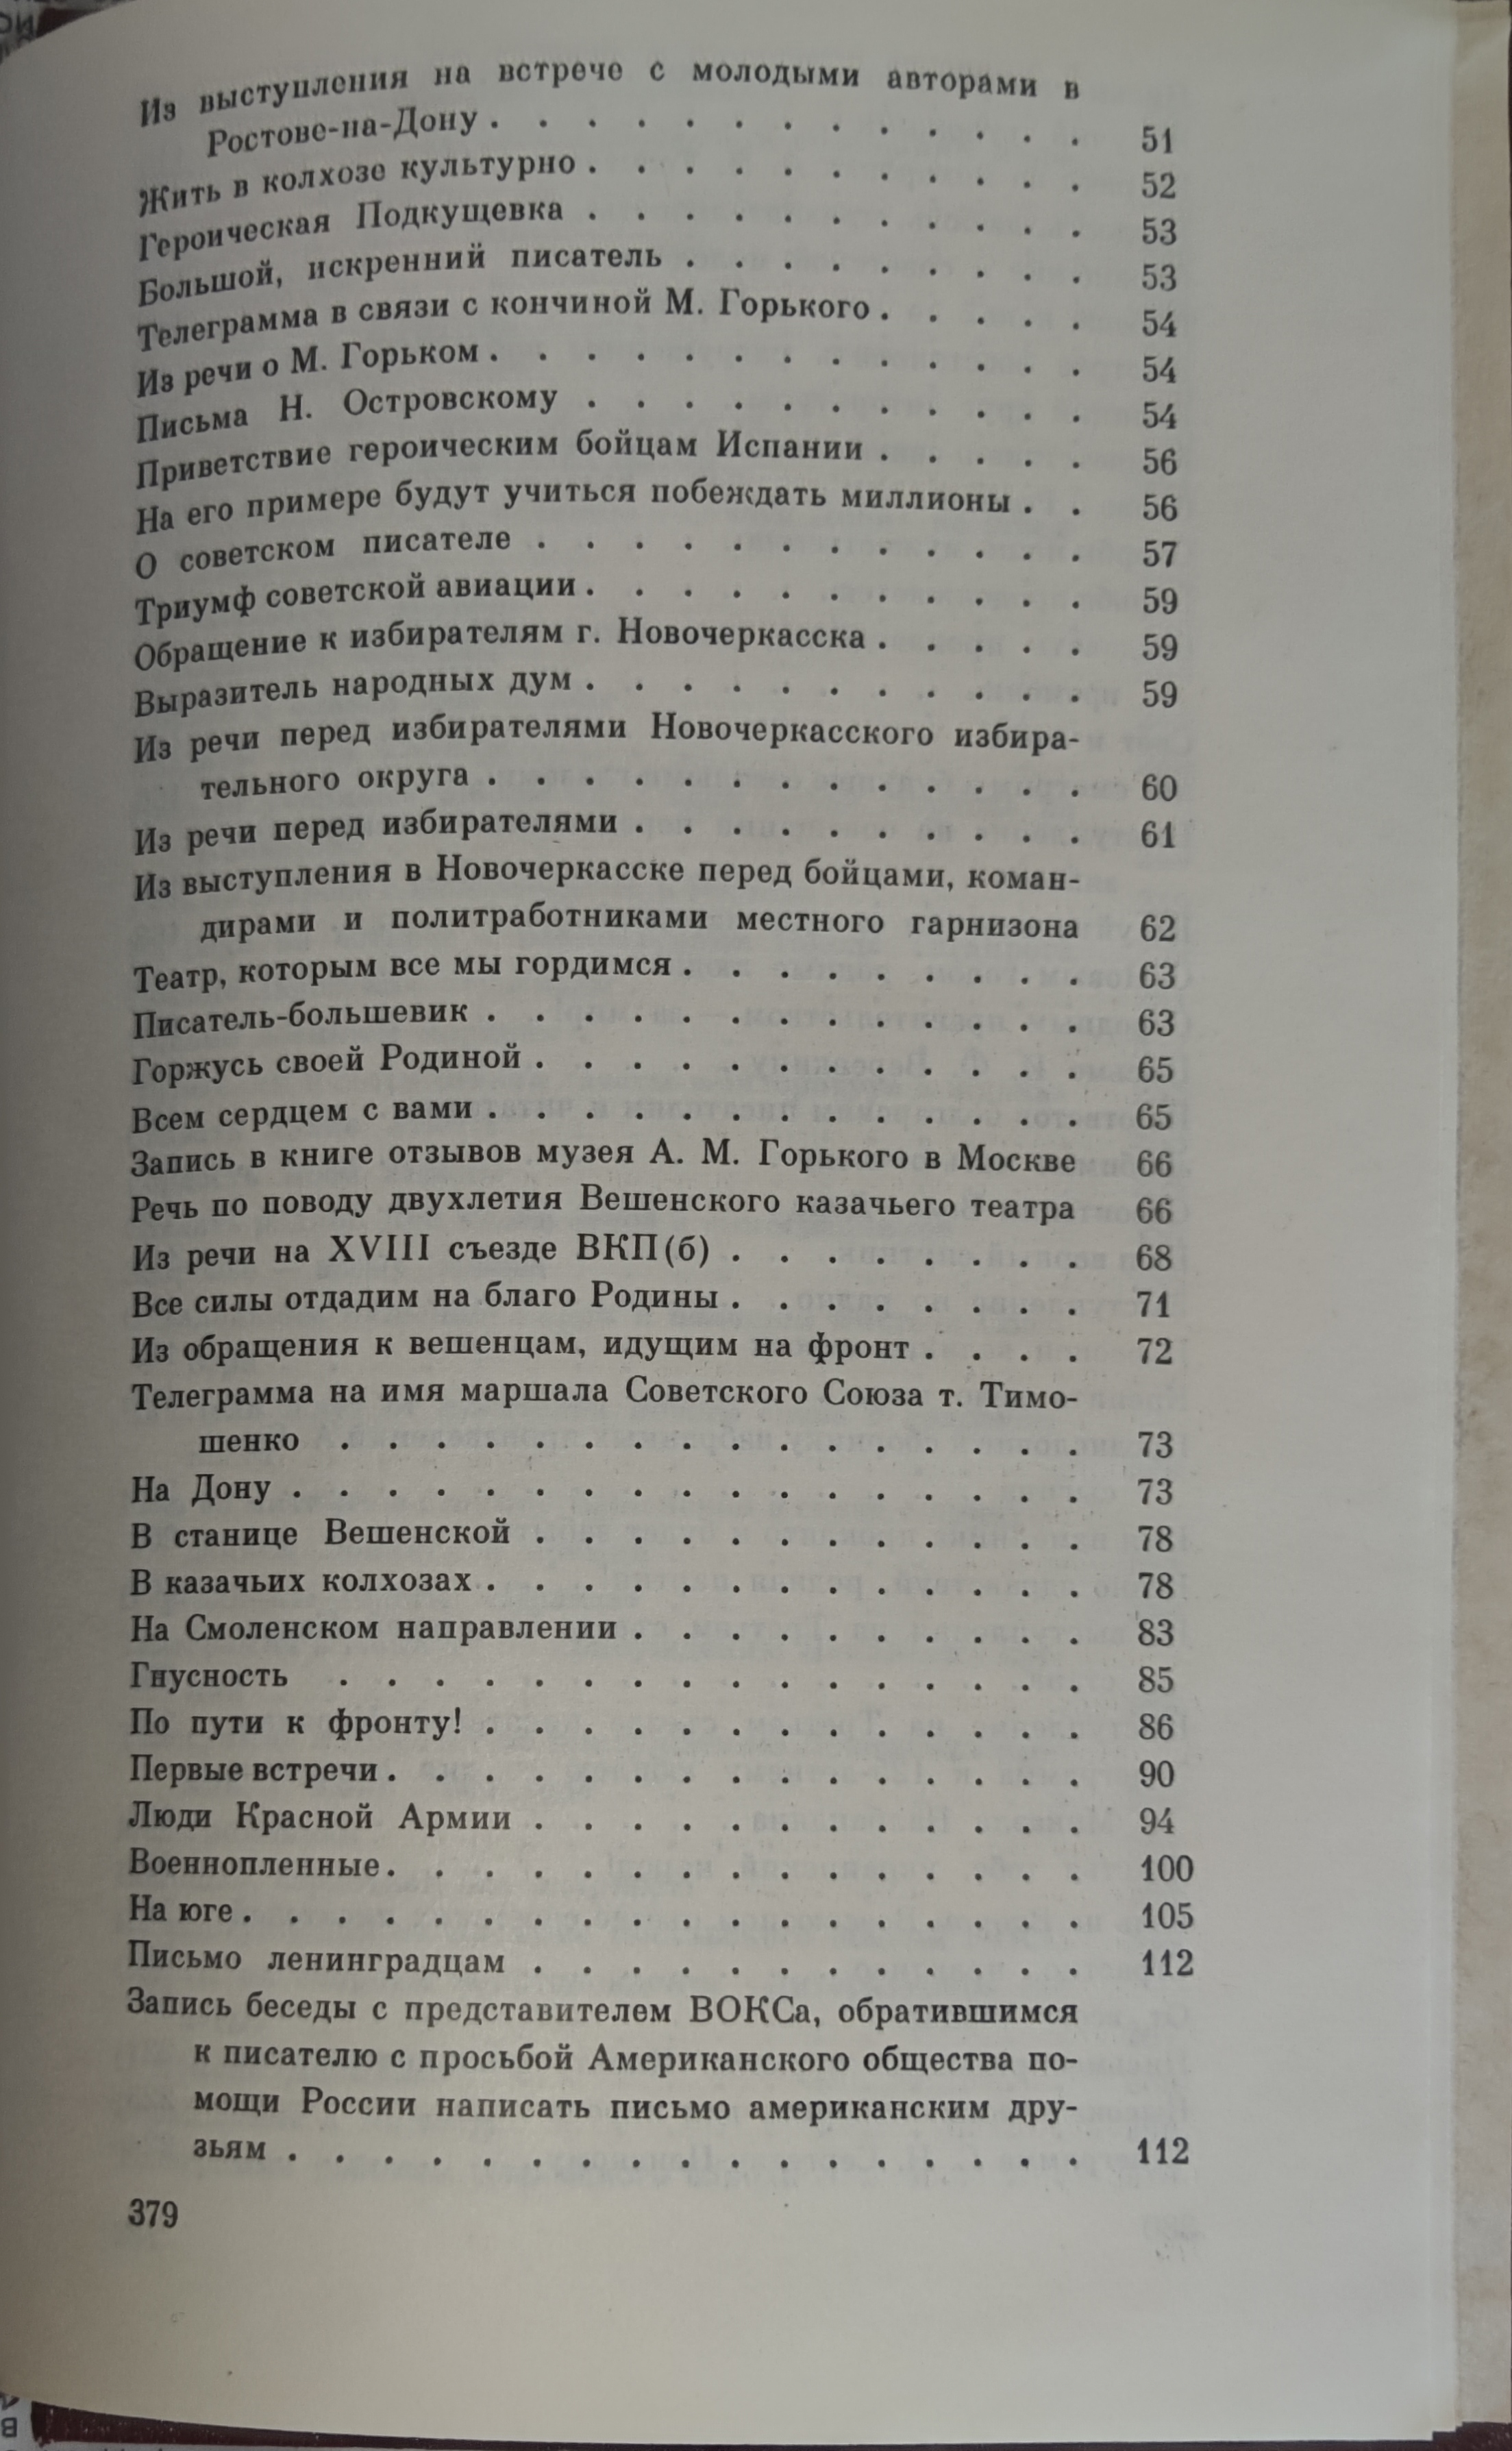 Из выступления на встрече с молодыми авторами в
Ростове-на-Дону . . . . . . . . . . . . . 51
Жить в колхозе культурно . . . . . . . . . . . 52
Героическая Подкущевка . . . . . . . . . . . 53
Большой, искренний писатель . . . . . . . . . 53
Телеграмма в связи с кончиной М. Горького . . . . . 54
Из речи о М. Горьком . . . . . . . . . . . . . 54
Письма Н. Островскому . . . . . . . . . . . 54
Приветствие героическим бойцам Испании . . . . . 56
На его примере будут учиться побеждать миллионы . . 56
О советском писателе . . . . . . . . . . . . 57
Триумф советской авиации . . . . . . . . . . . 59
Обращение к избирателям г. Новочеркасска . . . . . 59
Выразитель народных дум . . . . . . . . . . . 59
Из речи перед избирателями Новочеркасского избира-
тельного округа . . . . . . . . . . . . . 60
Из речи перед избирателями . . . . . . . . . . 61
Из выступления в Новочеркасске перед бойцами, коман-
дирами и политработниками местного гарнизона 62
Театр, которым все мы гордимся . . . . . . . . . 63
Писатель-большевик . . . . . . . . . . . . . 63
Горжусь своей Родиной . . . . . . . . . . . . 65
Всем сердцем с вами . . . . . . . . . . . . . 65
Запись в книге отзывов музея А. М. Горького в Москве 66
Речь по поводу двухлетия Вешенского казачьего театра 66
Из речи на XVIII съезде ВКП(б) . . . . . . . . 68
Все силы отдадим на благо Родины . . . . . . . . 71
Из обращения к вешенцам, идущим на фронт . . . . 72
Телеграмма на имя маршала Советского Союза т. Тимо-
шенко . . . . . . . . . . . . . . . . 73
На Дону . . . . . . . . . . . . . . . . . 73
В станице Вешенской . . . . . . . . . . . . 78
В казачьих колхозах . . . . . . . . . . . . . 78
На Смоленском направлении . . . . . . . . . . 83
Гнусность . . . . . . . . . . . . . . . . 85
По пути к фронту! . . . . . . . . . . . . . 86
Первые встречи . . . . . . . . . . . . . . . 90
Люди Красной Армии . . . . . . . . . . . . 94
Военнопленные . . . . . . . . . . . . . . . 100
На юге . . . . . . . . . . . . . . . . . . 105
Письмо ленинградцам . . . . . . . . . . . . 112
Запись беседы с представителем ВОКСа, обратившимся
к писателю с просьбой Американского общества по-
мощи России написать письмо американским дру-
зьям . . . . . . . . . . . . . . . . . 112
379